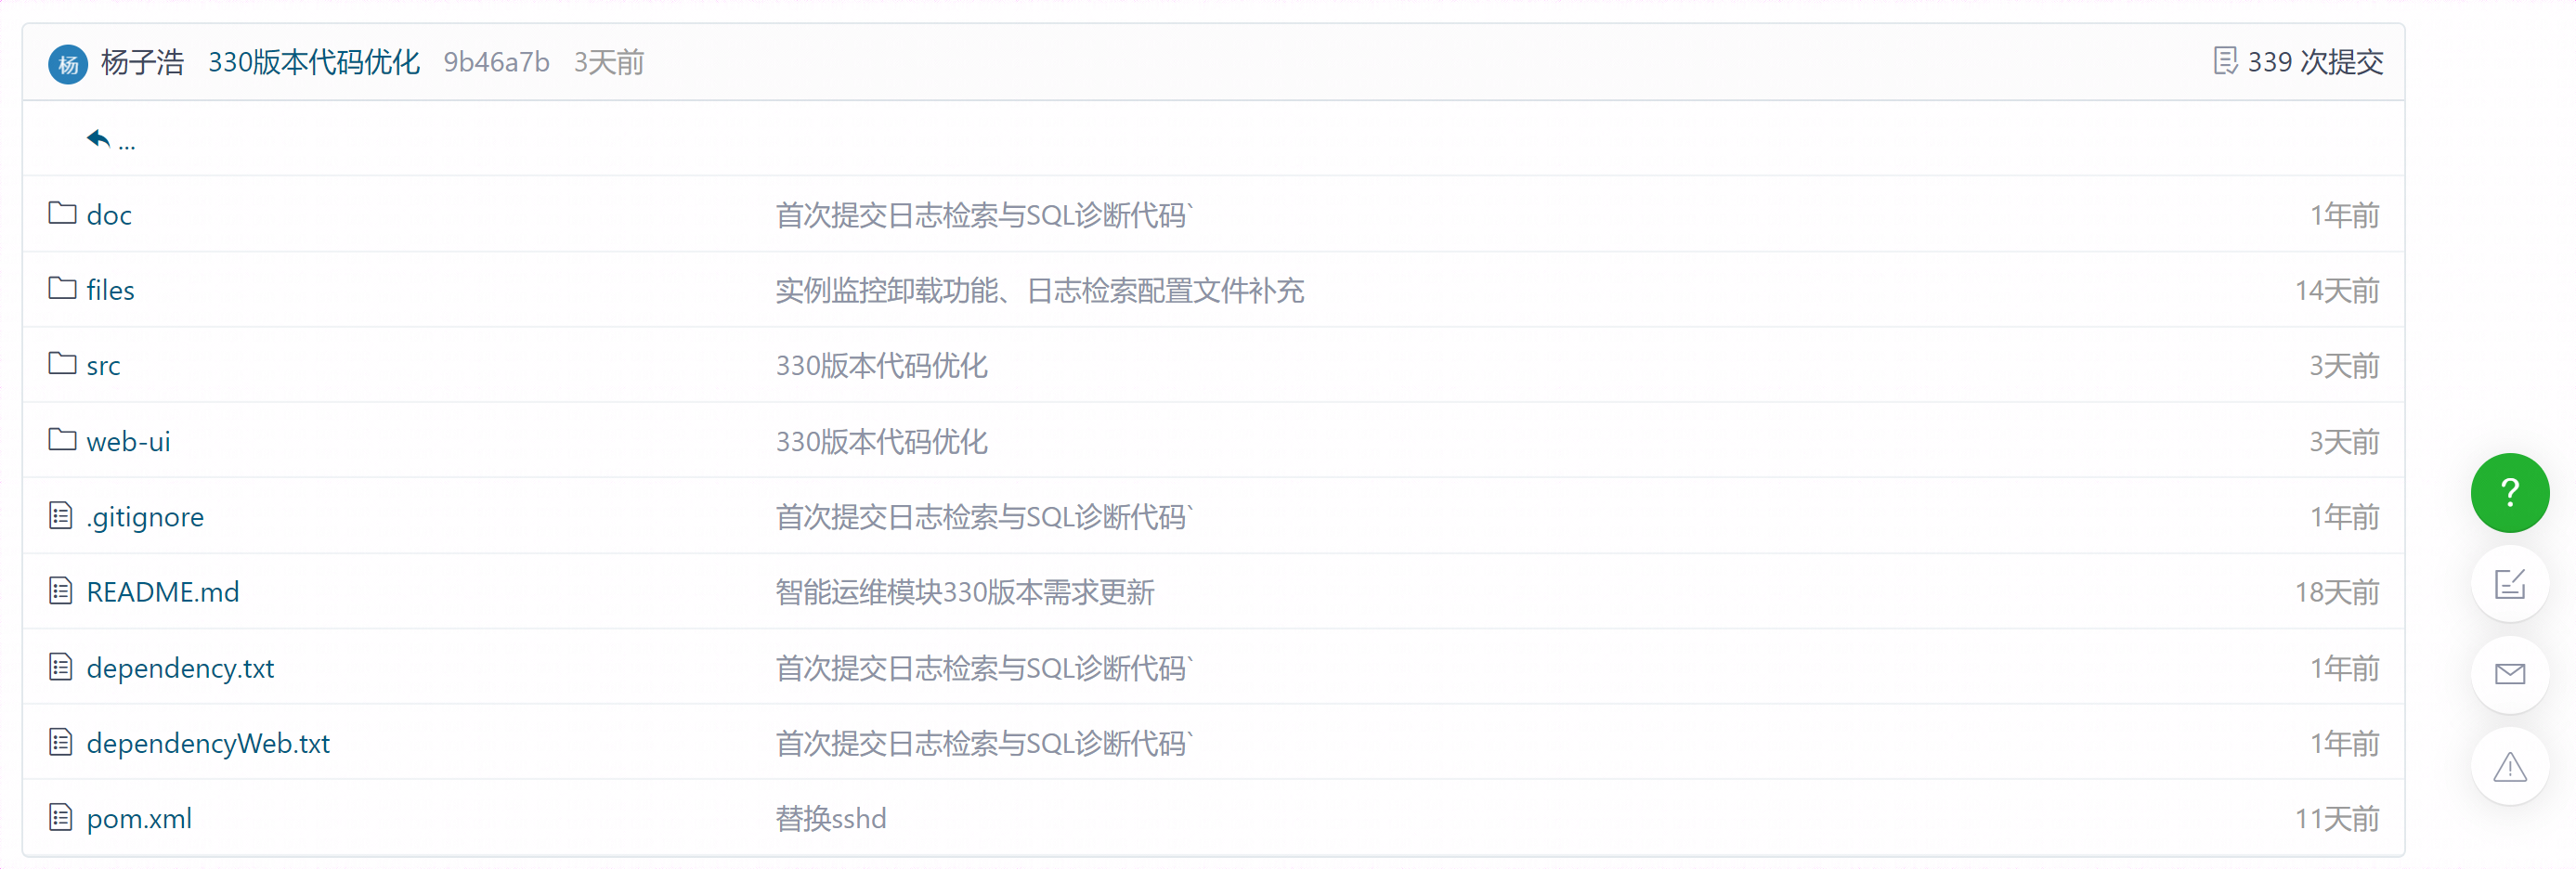 杨 杨子浩 330版本代码优化 9b46a7b 3天前 339 次提交
...
doc 首次提交日志检索与SQL诊断代码` 1年前
files 实例监控卸载功能、日志检索配置文件补充 14天前
src 330版本代码优化 3天前
web-ui 330版本代码优化 3天前
.gitignore 首次提交日志检索与SQL诊断代码` 1年前
README.md 智能运维模块330版本需求更新 18天前
dependency.txt 首次提交日志检索与SQL诊断代码` 1年前
dependencyWeb.txt 首次提交日志检索与SQL诊断代码` 1年前
pom.xml 替换sshd 11天前
?